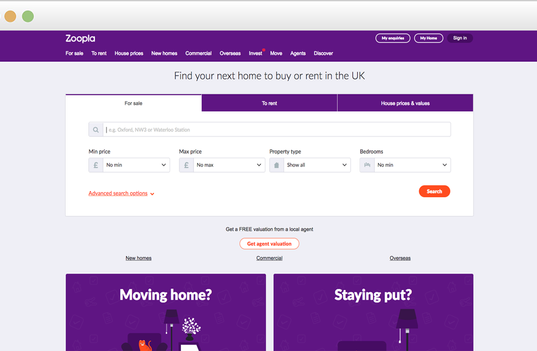 Zoopla
My enquiries My Home Sign In
For sale To rent House prices New homes Commercial Overseas Invest Move Agents Discover
Find your next home to buy or rent in the UK
For sale To rent House prices & values
e.g. Oxford, NW3 or Waterloo Station
Min price Max price Property type Bedrooms
£ No min £ No max Show all No min
Advanced search options Search
Get a FREE valuation from a local agent
Get agent valuation
New homes Commercial Overseas
Moving home? Staying put?